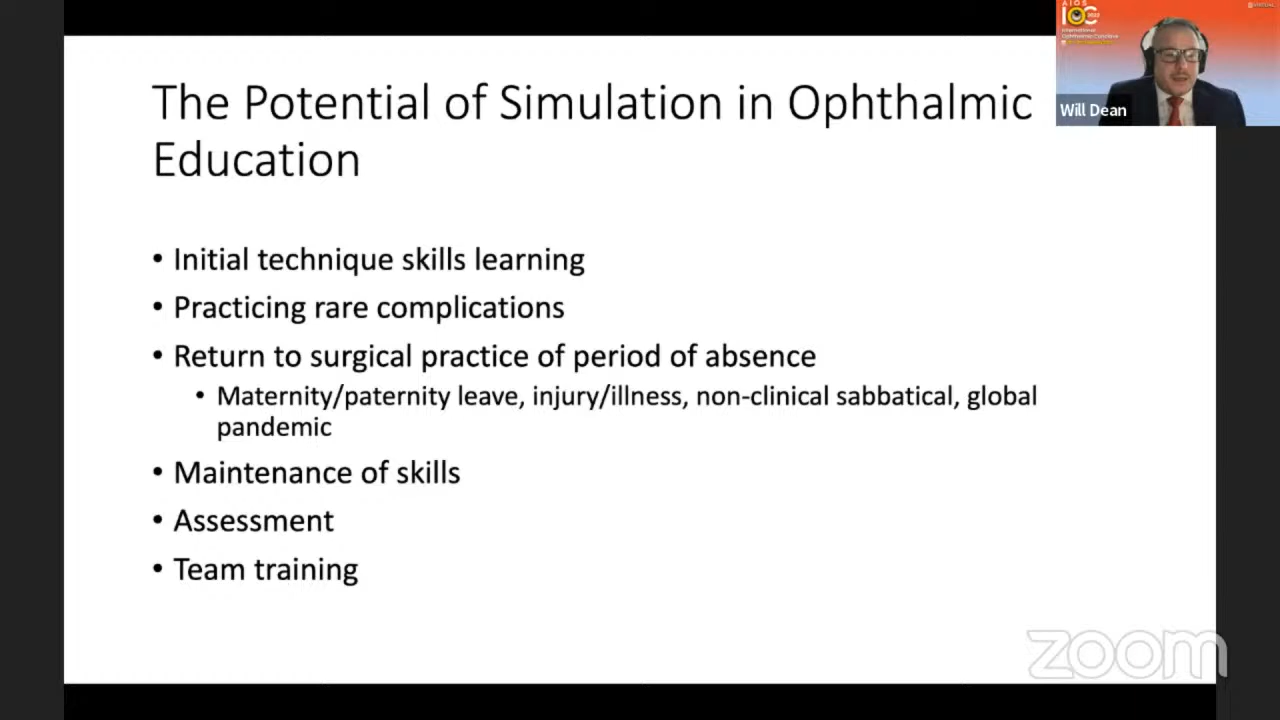 The Potential of Simulation in Ophthalmic
Education
• Initial technique skills learning
• Practicing rare complications
• Return to surgical practice of period of absence
• Maternity/paternity leave, injury/illness, non-clinical sabbatical, global
pandemic
• Maintenance of skills
• Assessment
• Team training
AIOS
Will Dean
zoom